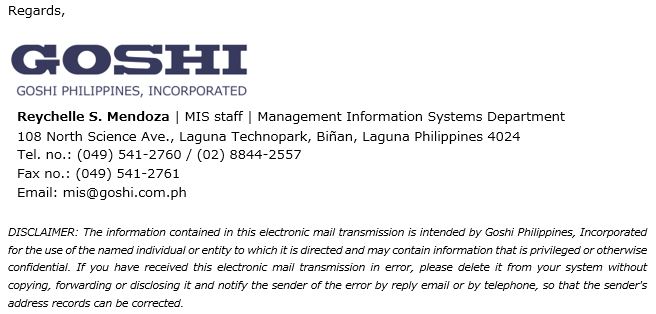 Regards,
GOSHI
GOSHI PHILIPPINES, INCORPORATED
Reychelle S. Mendoza | MIS staff | Management Information Systems Department
108 North Science Ave., Laguna Technopark, Biñan, Laguna Philippines 4024
Tel. no.: (049) 541-2760 / (02) 8844-2557
Fax no.: (049) 541-2761
Email: mis@goshi.com.ph
DISCLAIMER: The information contained in this electronic mail transmission is intended by Goshi Philippines, Incorporated
for the use of the named individual or entity to which it is directed and may contain information that is privileged or otherwise
confidential. If you have received this electronic mail transmission in error, please delete it from your system without
copying, forwarding or disclosing it and notify the sender of the error by reply email or by telephone, so that the sender's
address records can be corrected.